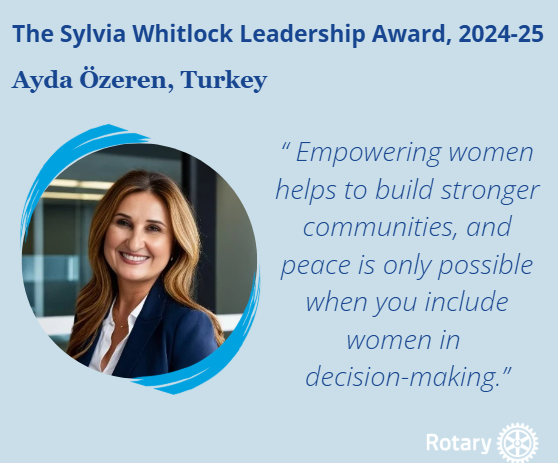 The Sylvia Whitlock Leadership Award, 2024-25
Ayda Özeren, Turkey
“ Empowering women
helps to build stronger
communities, and
peace is only possible
when you include
women in
decision-making.”
Rotary